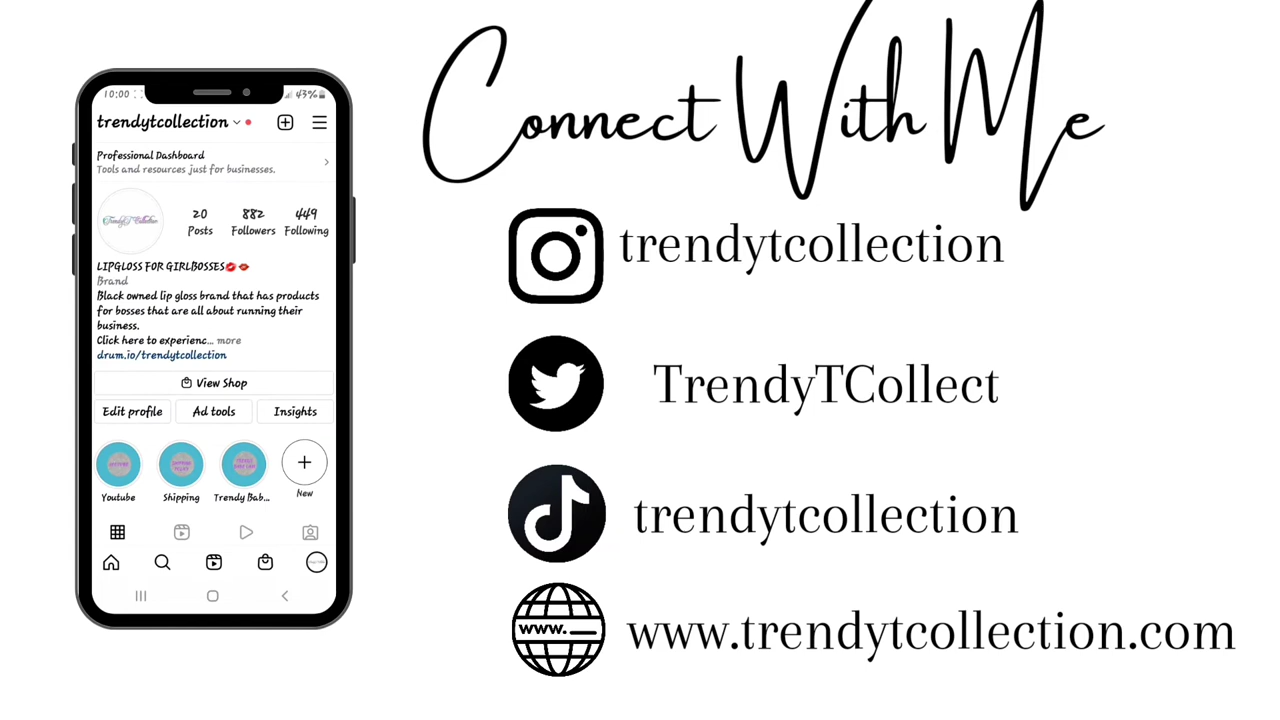 Connect With Me
10:00
43%
trendytcollection
Professional Dashboard
Tools and resources just for businesses.
TrendyT Collection
20 882 449
Posts Followers Following
LIPGLOSS FOR GIRLBOSSES💋👄
Brand
Black owned lip gloss brand that has products
for bosses that are all about running their
business.
Click here to experienc... more
drum.io/trendytcollection
View Shop
Edit profile Ad tools Insights
Youtube Shipping Trendy Bab... New
trendytcollection
TrendyTCollect
trendytcollection
www.
www.trendytcollection.com